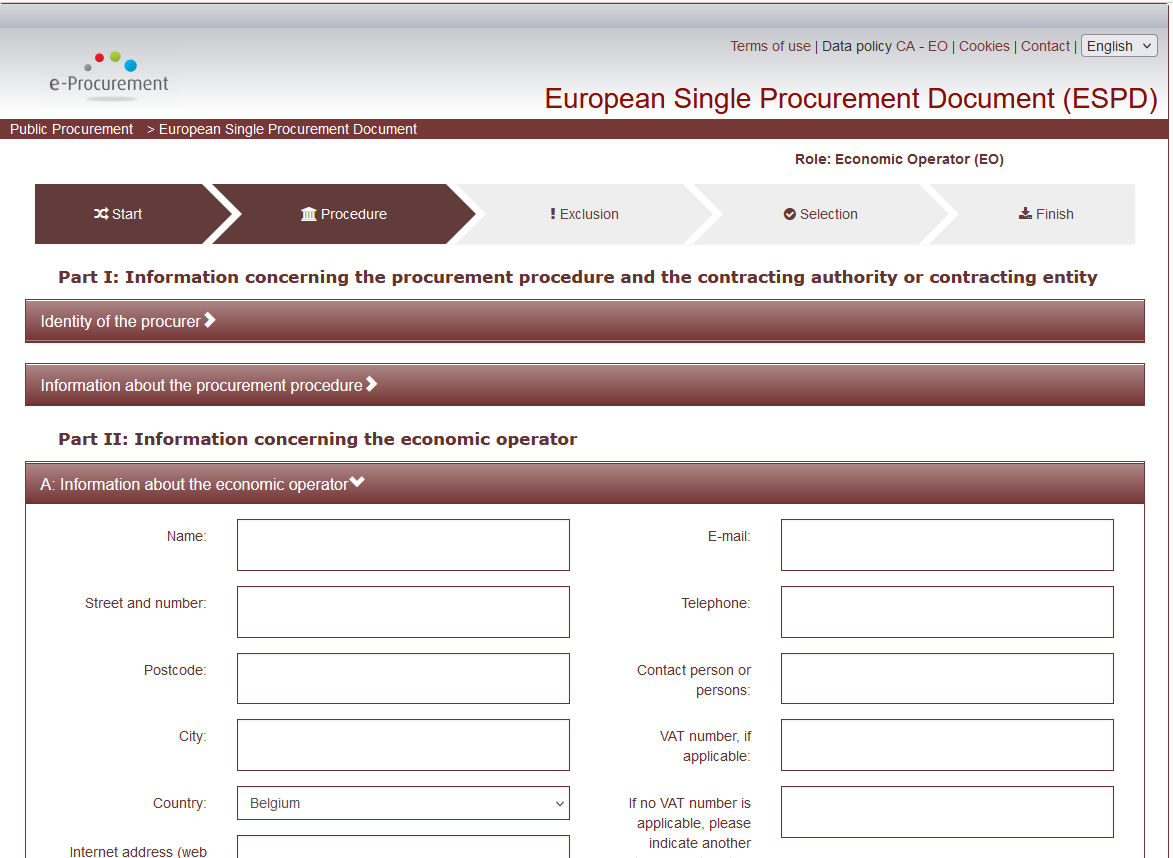 Terms of use | Data policy CA - EO | Cookies | Contact | English
e-Procurement
European Single Procurement Document (ESPD)
Public Procurement > European Single Procurement Document
Role: Economic Operator (EO)
Start
Procedure
! Exclusion
Selection
Finish
Part I: Information concerning the procurement procedure and the contracting authority or contracting entity
Identity of the procurer
Information about the procurement procedure
Part II: Information concerning the economic operator
A: Information about the economic operator
Name:
E-mail:
Street and number:
Telephone:
Postcode:
Contact person or
persons:
City:
VAT number, if
applicable:
Country:
Belgium
If no VAT number is
applicable, please
indicate another
Internet address (web